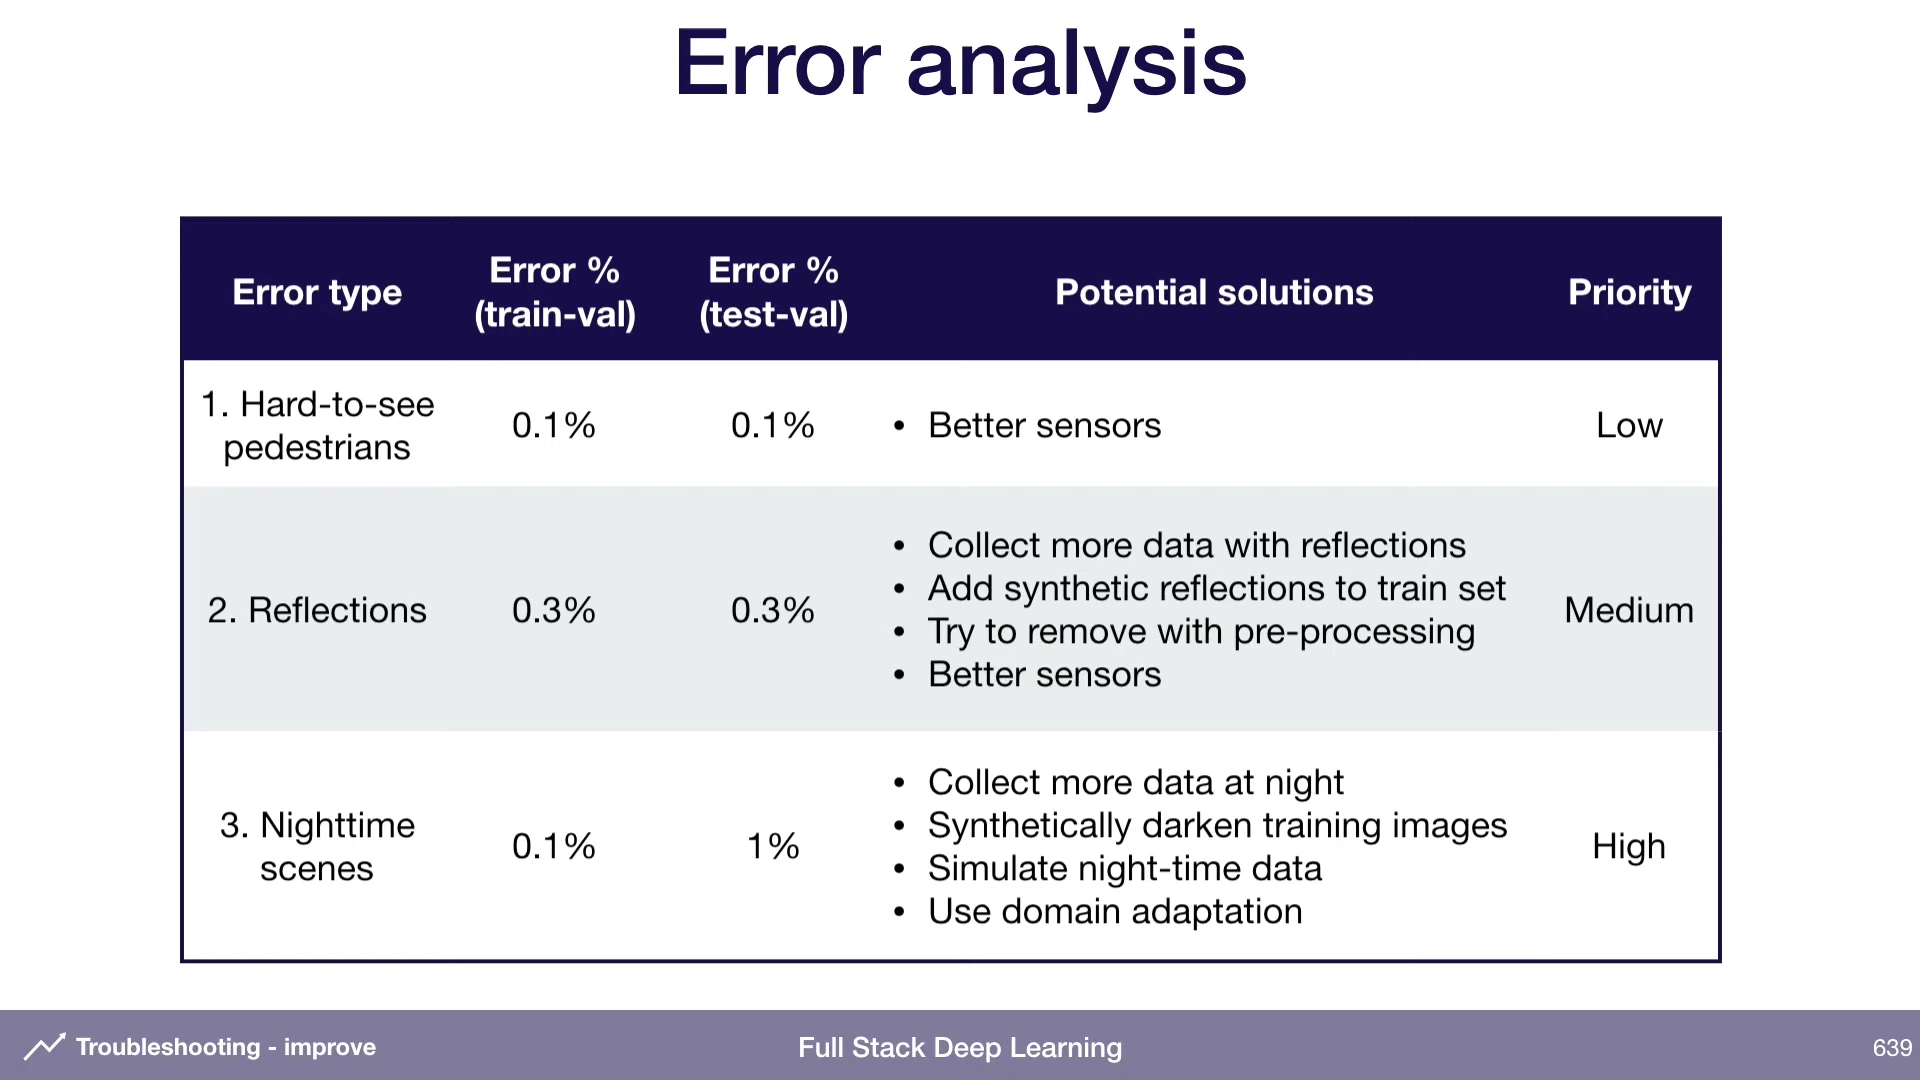 Error analysis
Error type
Error %
(train-val)
Error %
(test-val)
Potential solutions
Priority
1. Hard-to-see
pedestrians
0.1%
0.1%
• Better sensors
Low
2. Reflections
0.3%
0.3%
• Collect more data with reflections
• Add synthetic reflections to train set
• Try to remove with pre-processing
• Better sensors
Medium
3. Nighttime
scenes
0.1%
1%
• Collect more data at night
• Synthetically darken training images
• Simulate night-time data
• Use domain adaptation
High
Troubleshooting - improve
Full Stack Deep Learning
639